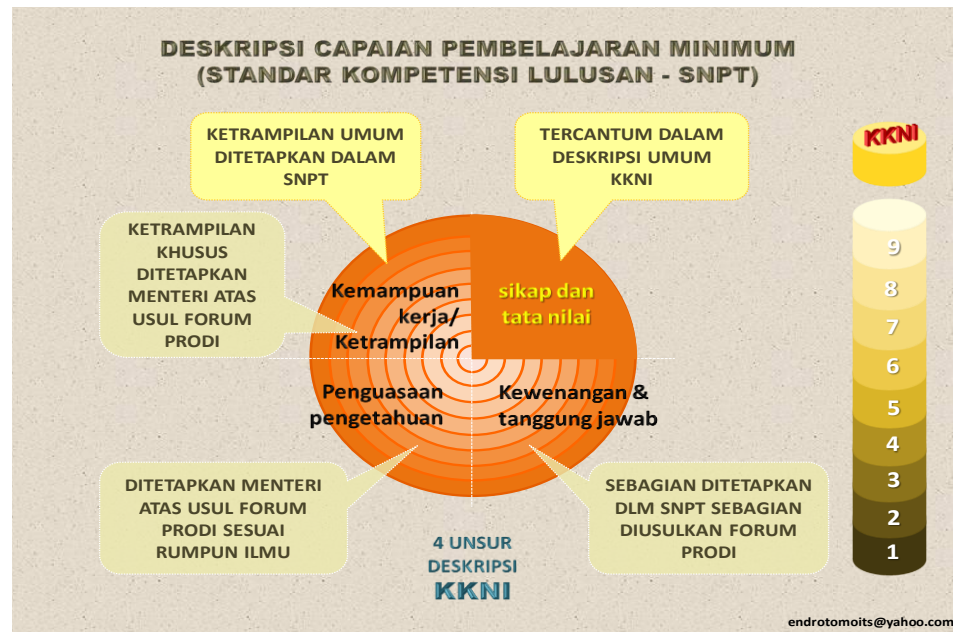 DESKRIPSI CAPAIAN PEMBELAJARAN MINIMUM
(STANDAR KOMPETENSI LULUSAN - SNPT)
KETRAMPILAN UMUM
DITETAPKAN DALAM
SNPT
TERCANTUM DALAM
DESKRIPSI UMUM
KKNI
KKNI
KETRAMPILAN
KHUSUS
DITETAPKAN
MENTERI ATAS
USUL FORUM
PRODI
Kemampuan
kerja/
Ketrampilan
sikap dan
tata nilai
Penguasaan
pengetahuan
Kewenangan &
tanggung jawab
DITETAPKAN MENTERI
ATAS USUL FORUM
PRODI SESUAI
RUMPUN ILMU
SEBAGIAN DITETAPKAN
DLM SNPT SEBAGIAN
DIUSULKAN FORUM
PRODI
4 UNSUR
DESKRIPSI
KKNI
9
8
7
6
5
4
3
2
1
endrotomoits@yahoo.com